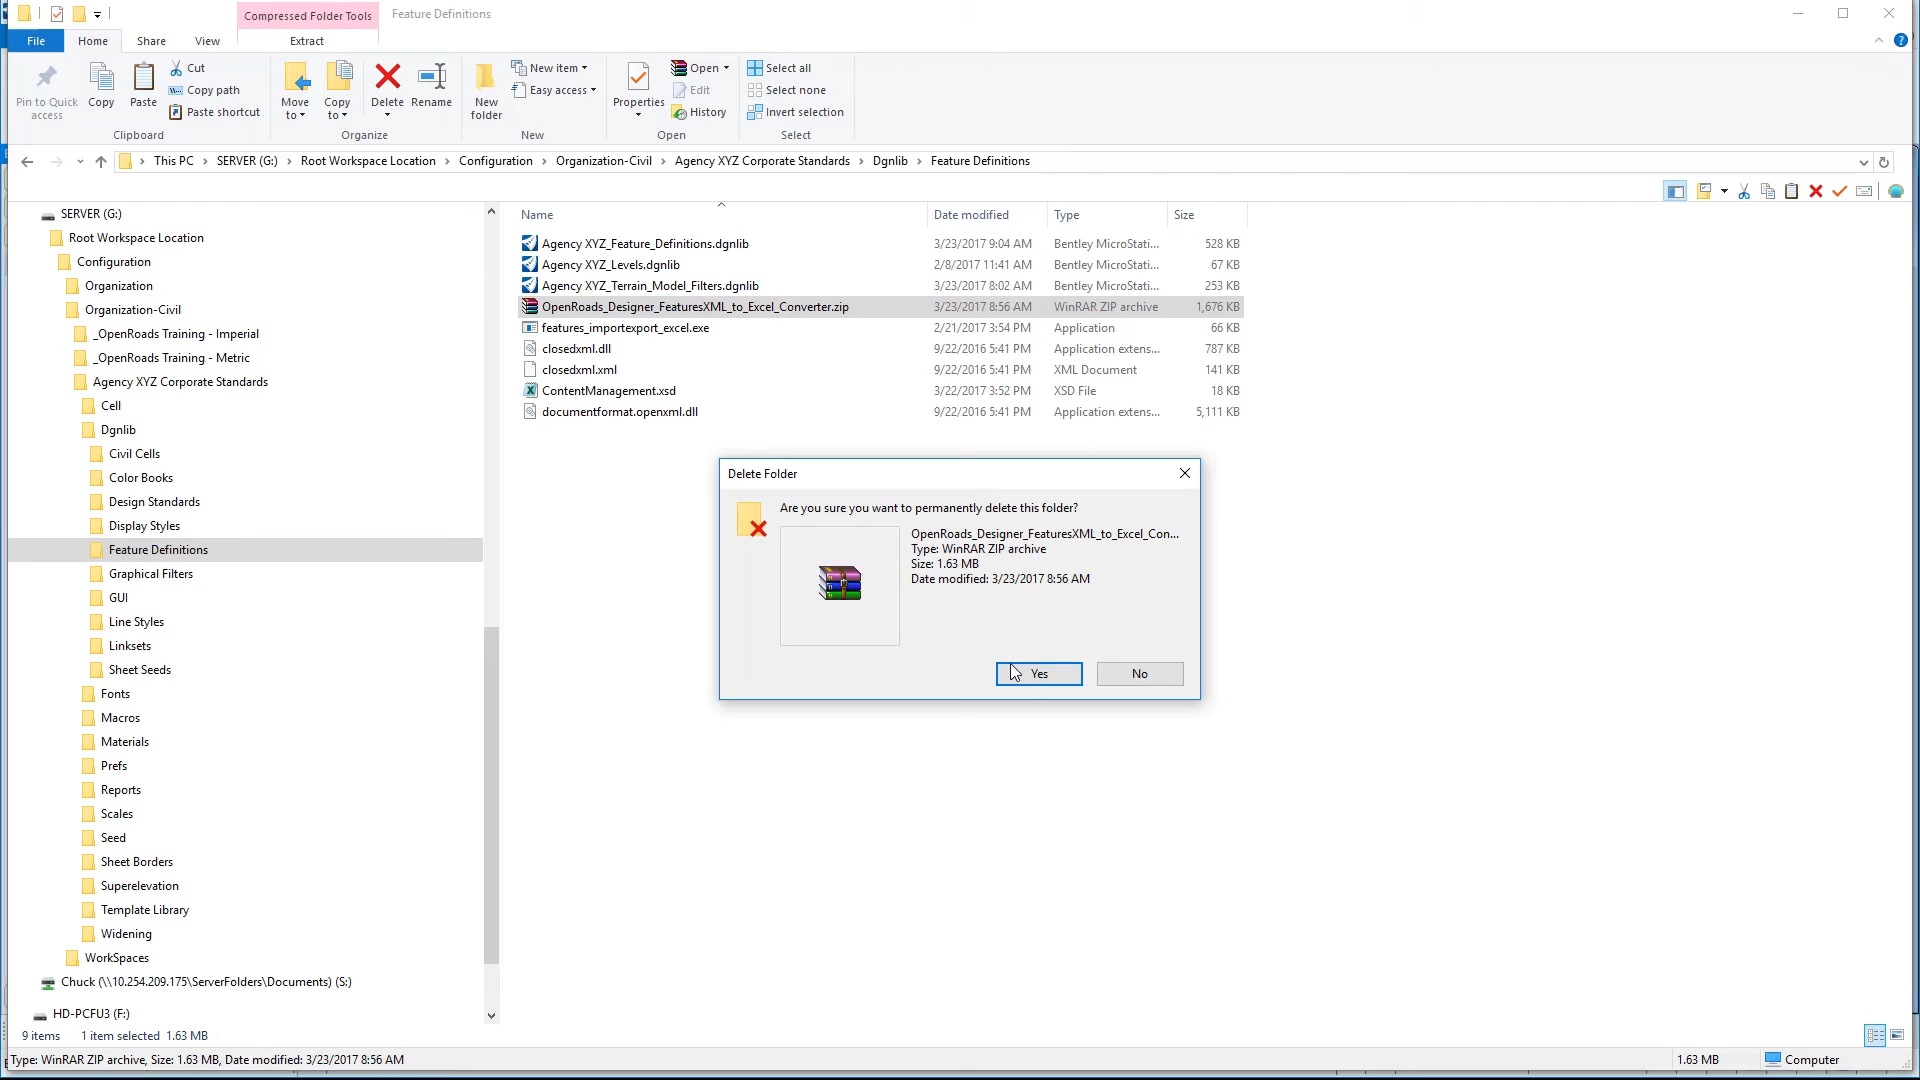 Compressed Folder Tools
Feature Definitions
File
Home
Share
View
Extract
Pin to Quick access
Copy
Paste
Cut
Copy path
Paste shortcut
Clipboard
Move to
Copy to
Delete
Rename
Organize
New folder
New item
Easy access
New
Properties
Open
Edit
History
Open
Select all
Select none
Invert selection
Select
This PC > SERVER (G:) > Root Workspace Location > Configuration > Organization-Civil > Agency XYZ Corporate Standards > Dgnlib > Feature Definitions
SERVER (G:)
Root Workspace Location
Configuration
Organization
Organization-Civil
_OpenRoads Training - Imperial
_OpenRoads Training - Metric
Agency XYZ Corporate Standards
Cell
Dgnlib
Civil Cells
Color Books
Design Standards
Display Styles
Feature Definitions
Graphical Filters
GUI
Line Styles
Linksets
Sheet Seeds
Fonts
Macros
Materials
Prefs
Reports
Scales
Seed
Sheet Borders
Superelevation
Template Library
Widening
WorkSpaces
Chuck (\\10.254.209.175\ServerFolders\Documents) (S:)
HD-PCFU3 (F:)
Name Date modified Type Size
Agency XYZ_Feature_Definitions.dgnlib 3/23/2017 9:04 AM Bentley MicroStati... 528 KB
Agency XYZ_Levels.dgnlib 2/8/2017 11:41 AM Bentley MicroStati... 67 KB
Agency XYZ_Terrain_Model_Filters.dgnlib 3/23/2017 8:02 AM Bentley MicroStati... 253 KB
OpenRoads_Designer_FeaturesXML_to_Excel_Converter.zip 3/23/2017 8:56 AM WinRAR ZIP archive 1,676 KB
features_importexport_excel.exe 2/21/2017 3:54 PM Application 66 KB
closedxml.dll 9/22/2016 5:41 PM Application extens... 787 KB
closedxml.xml 9/22/2016 5:41 PM XML Document 141 KB
ContentManagement.xsd 3/22/2017 3:52 PM XSD File 18 KB
documentformat.openxml.dll 9/22/2016 5:41 PM Application extens... 5,111 KB
Delete Folder
Are you sure you want to permanently delete this folder?
OpenRoads_Designer_FeaturesXML_to_Excel_Con...
Type: WinRAR ZIP archive
Size: 1.63 MB
Date modified: 3/23/2017 8:56 AM
Yes
No
9 items 1 item selected 1.63 MB
Type: WinRAR ZIP archive, Size: 1.63 MB, Date modified: 3/23/2017 8:56 AM
1.63 MB
Computer